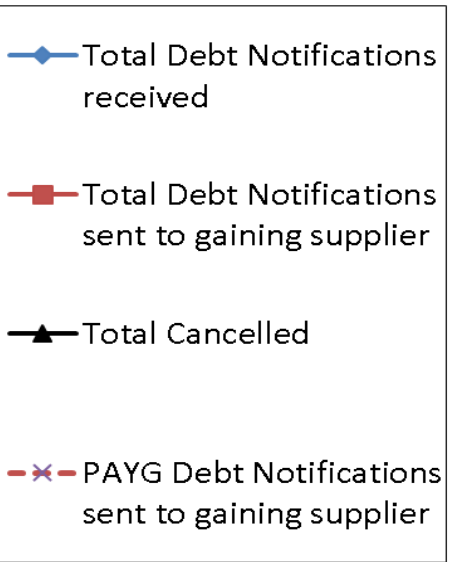 Total Debt Notifications
received
Total Debt Notifications
sent to gaining supplier
Total Cancelled
PAYG Debt Notifications
sent to gaining supplier